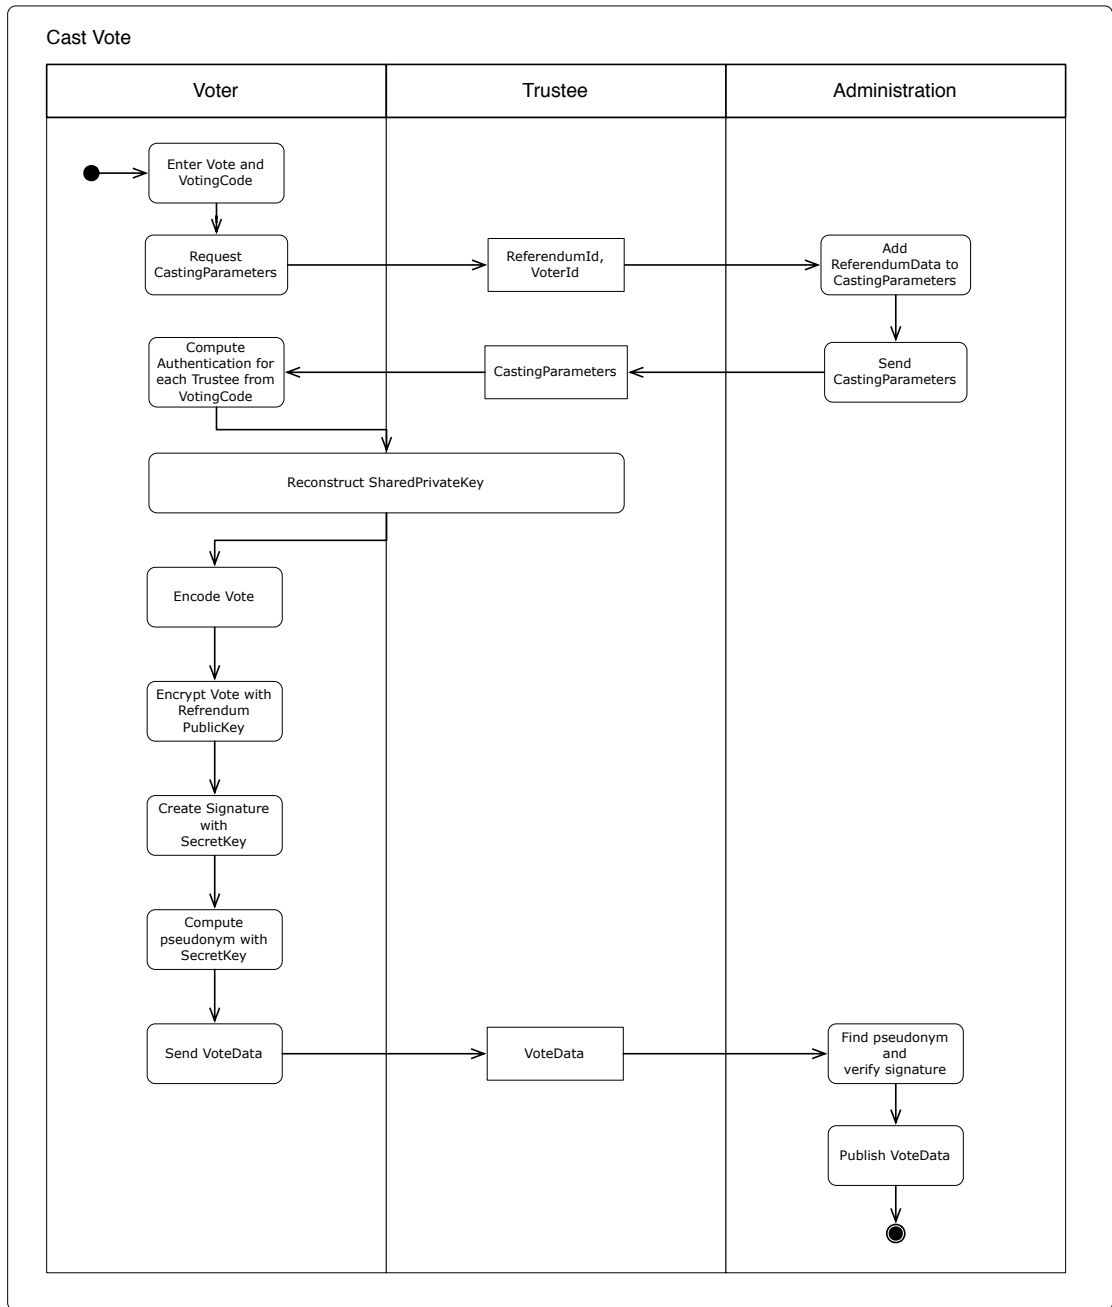 Cast Vote
Voter
Trustee
Administration
Enter Vote and
VotingCode
Request
CastingParameters
ReferendumId,
VoterId
Add
ReferendumData to
CastingParameters
Compute
Authentication for
each Trustee from
VotingCode
CastingParameters
Send
CastingParameters
Reconstruct SharedPrivateKey
Encode Vote
Encrypt Vote with
Refrendum
PublicKey
Create Signature
with
SecretKey
Compute
pseudonym with
SecretKey
Send VoteData
VoteData
Find pseudonym
and
verify signature
Publish VoteData